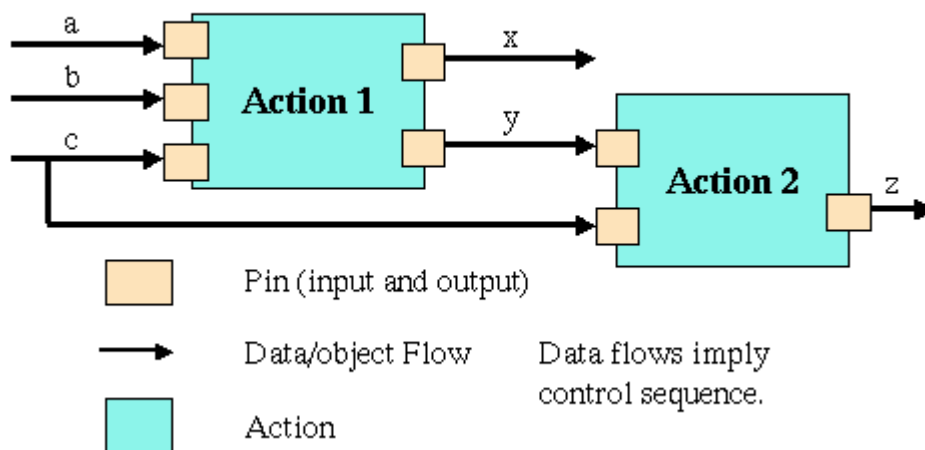 a
x
b
Action 1
c
y
Action 2
z
Pin (input and output)
Data/object Flow
Data flows imply
control sequence.
Action